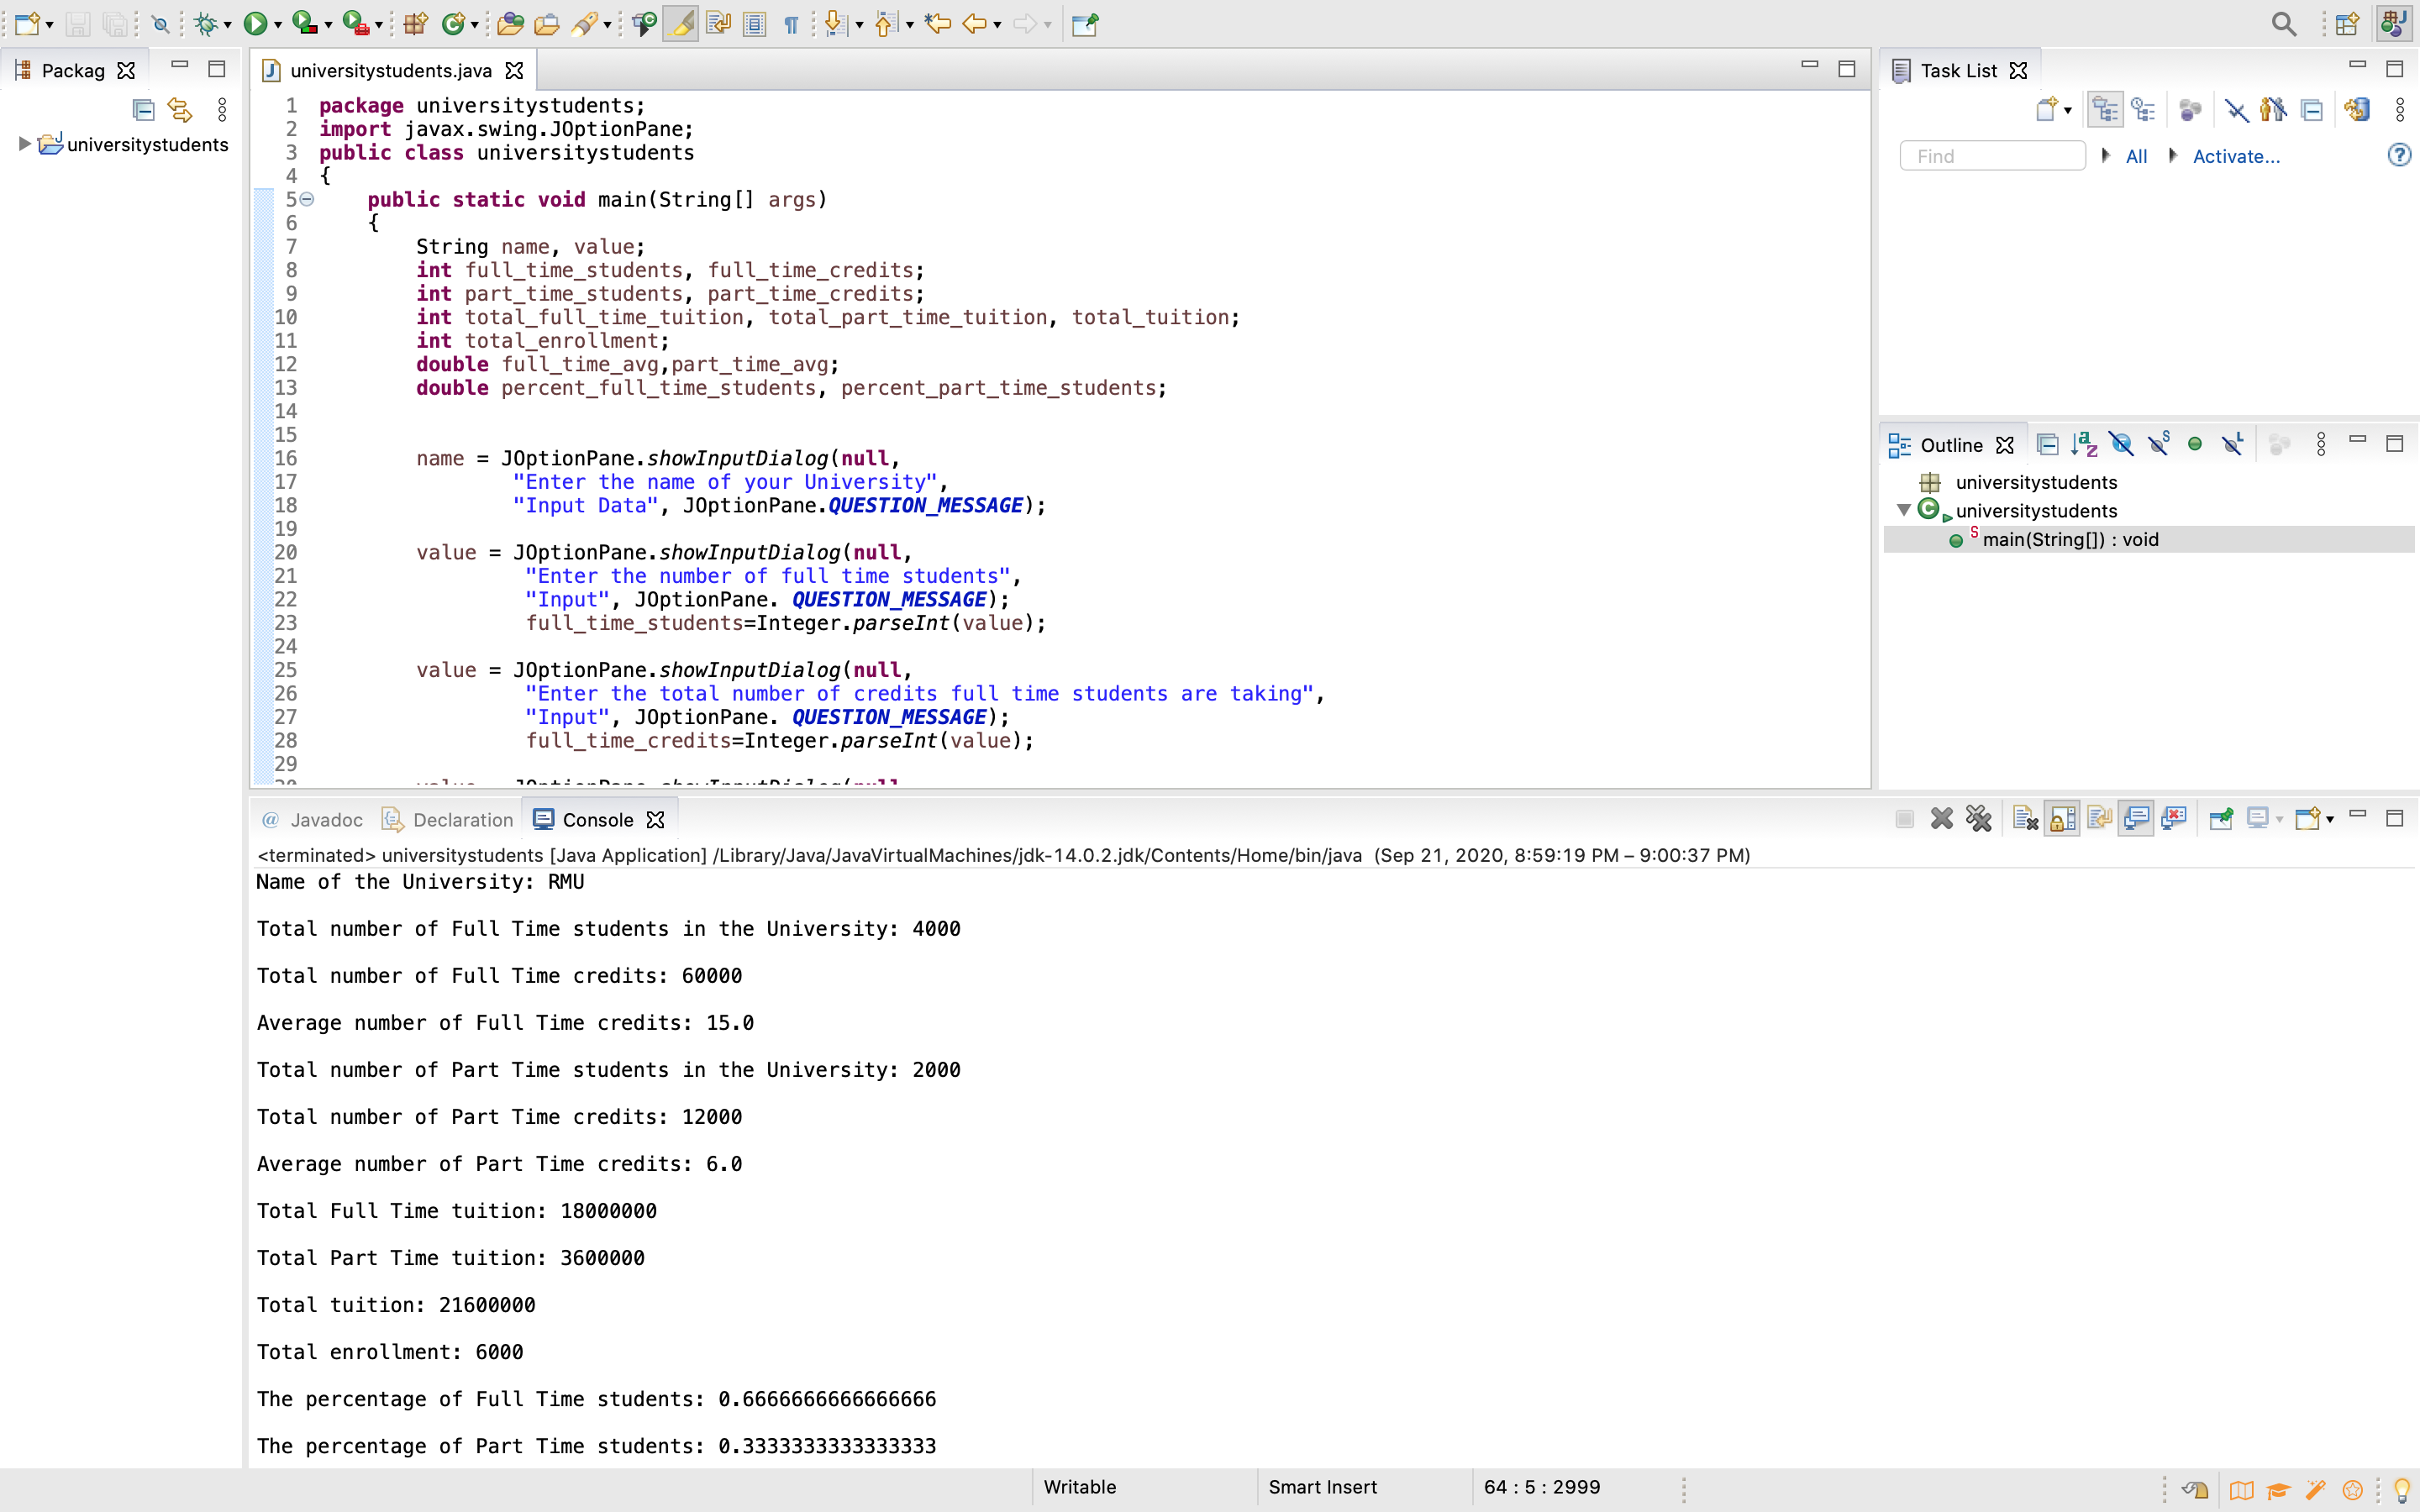 Packag
universitystudents
universitystudents.java
1 package universitystudents;
2 import javax.swing.JOptionPane;
3 public class universitystudents
4 {
5 public static void main(String[] args)
6 {
7 String name, value;
8 int full_time_students, full_time_credits;
9 int part_time_students, part_time_credits;
10 int total_full_time_tuition, total_part_time_tuition, total_tuition;
11 int total_enrollment;
12 double full_time_avg,part_time_avg;
13 double percent_full_time_students, percent_part_time_students;
14
15
16 name = JOptionPane.showInputDialog(null,
17 "Enter the name of your University",
18 "Input Data", JOptionPane.QUESTION_MESSAGE);
19
20 value = JOptionPane.showInputDialog(null,
21 "Enter the number of full time students",
22 "Input", JOptionPane. QUESTION_MESSAGE);
23 full_time_students=Integer.parseInt(value);
24
25 value = JOptionPane.showInputDialog(null,
26 "Enter the total number of credits full time students are taking",
27 "Input", JOptionPane. QUESTION_MESSAGE);
28 full_time_credits=Integer.parseInt(value);
29
Task List
Find
All
Activate...
Outline
universitystudents
universitystudents
main(String[]) : void
@ Javadoc Declaration Console
<terminated> universitystudents [Java Application] /Library/Java/JavaVirtualMachines/jdk-14.0.2.jdk/Contents/Home/bin/java (Sep 21, 2020, 8:59:19 PM – 9:00:37 PM)
Name of the University: RMU
Total number of Full Time students in the University: 4000
Total number of Full Time credits: 60000
Average number of Full Time credits: 15.0
Total number of Part Time students in the University: 2000
Total number of Part Time credits: 12000
Average number of Part Time credits: 6.0
Total Full Time tuition: 18000000
Total Part Time tuition: 3600000
Total tuition: 21600000
Total enrollment: 6000
The percentage of Full Time students: 0.6666666666666666
The percentage of Part Time students: 0.3333333333333333
Writable
Smart Insert
64 : 5 : 2999